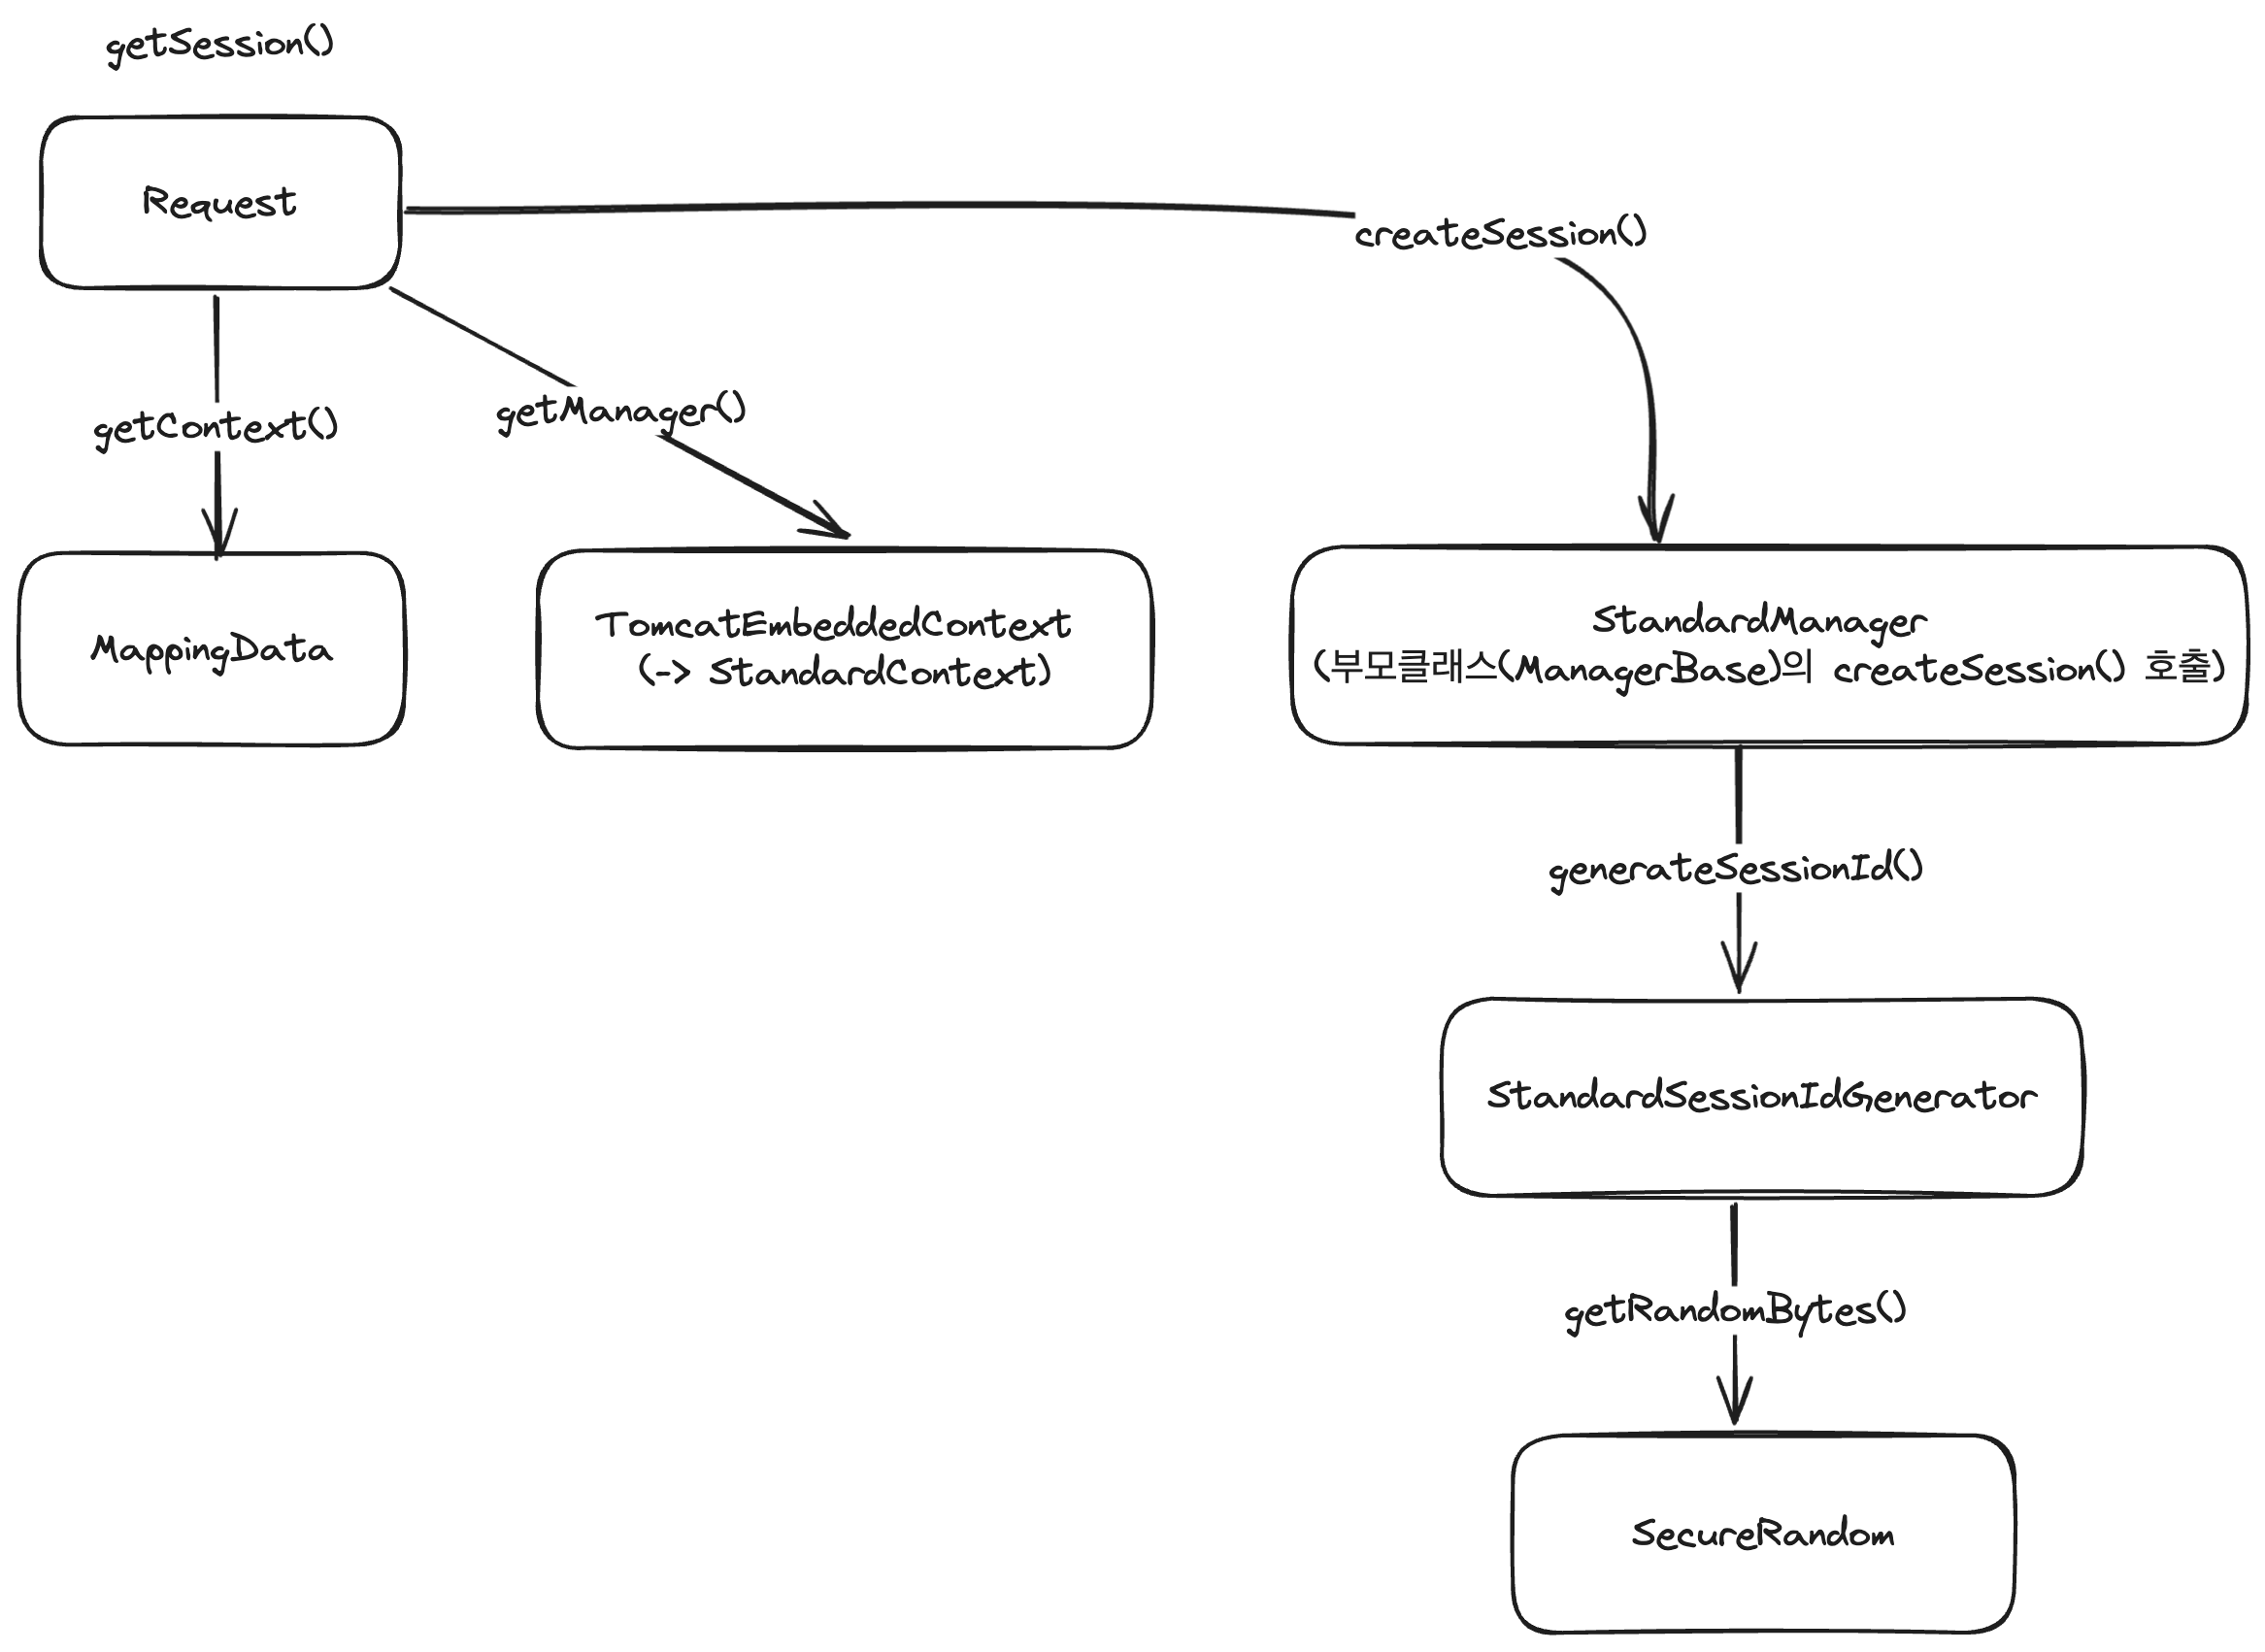 getSession()
Request
createSession()
getContext()
getManager()
MappingData
TomcatEmbeddedContext
(-> StandardContext)
StandardManager
(부모클래스(ManagerBase)의 createSession() 호출)
generateSessionId()
StandardSessionIdGenerator
getRandomBytes()
SecureRandom